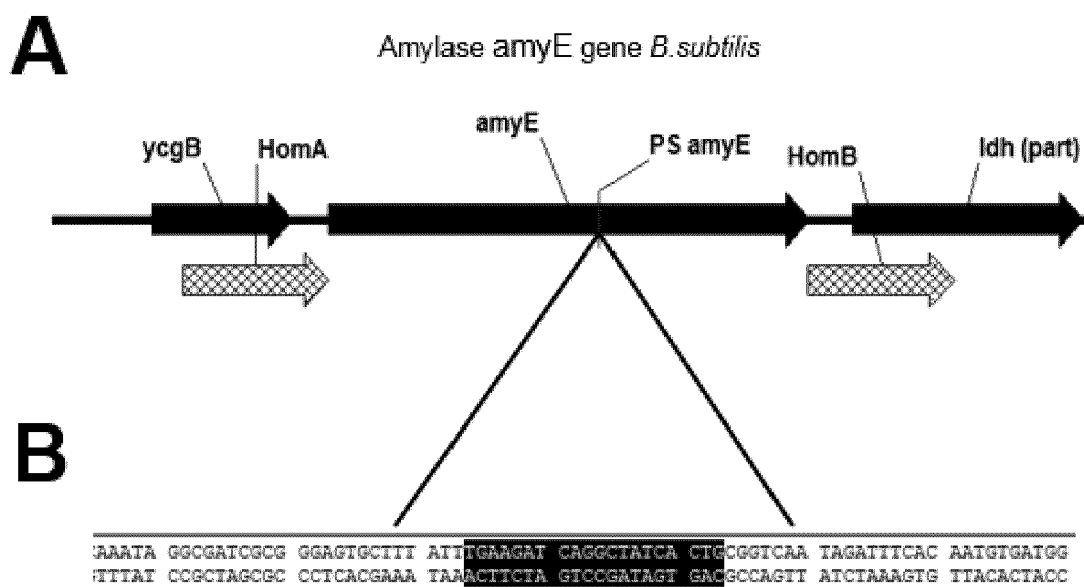 A
Amylase amyE gene B.subtilis
ycgB HomA amyE PS amyE HomB ldh (part)
B
AAATA GGCGATCGCG GGAGTGCTTT ATTTGAAGAT CAGGCTATCA CTGCGGTCAA TAGATTTCAC AATGTGATGG
TTTAT CCGCTAGCGC CCTCACGAAA TAAACTTCTA GTCCGATAGT GACGCCAGTT ATCTAAAGTG TTACACTACC